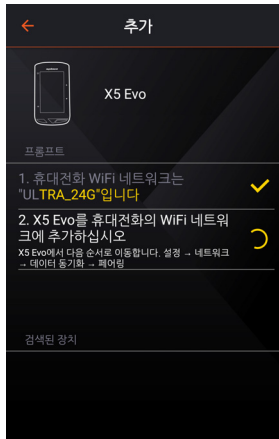 추가
X5 Evo
프롬프트
1. 휴대전화 WiFi 네트워크는
"ULTRA_24G"입니다
2. X5 Evo를 휴대전화의 WiFi 네트워
크에 추가하십시오
X5 Evo에서 다음 순서로 이동합니다. 설정 → 네트워크
→ 데이터 동기화 → 페어링
검색된 장치